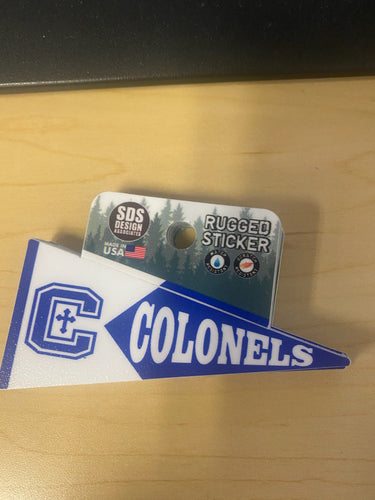 SDS
DESIGN
ASSOCIATES
MADE IN
USA
RUGGED
STICKER
C
COLONELS